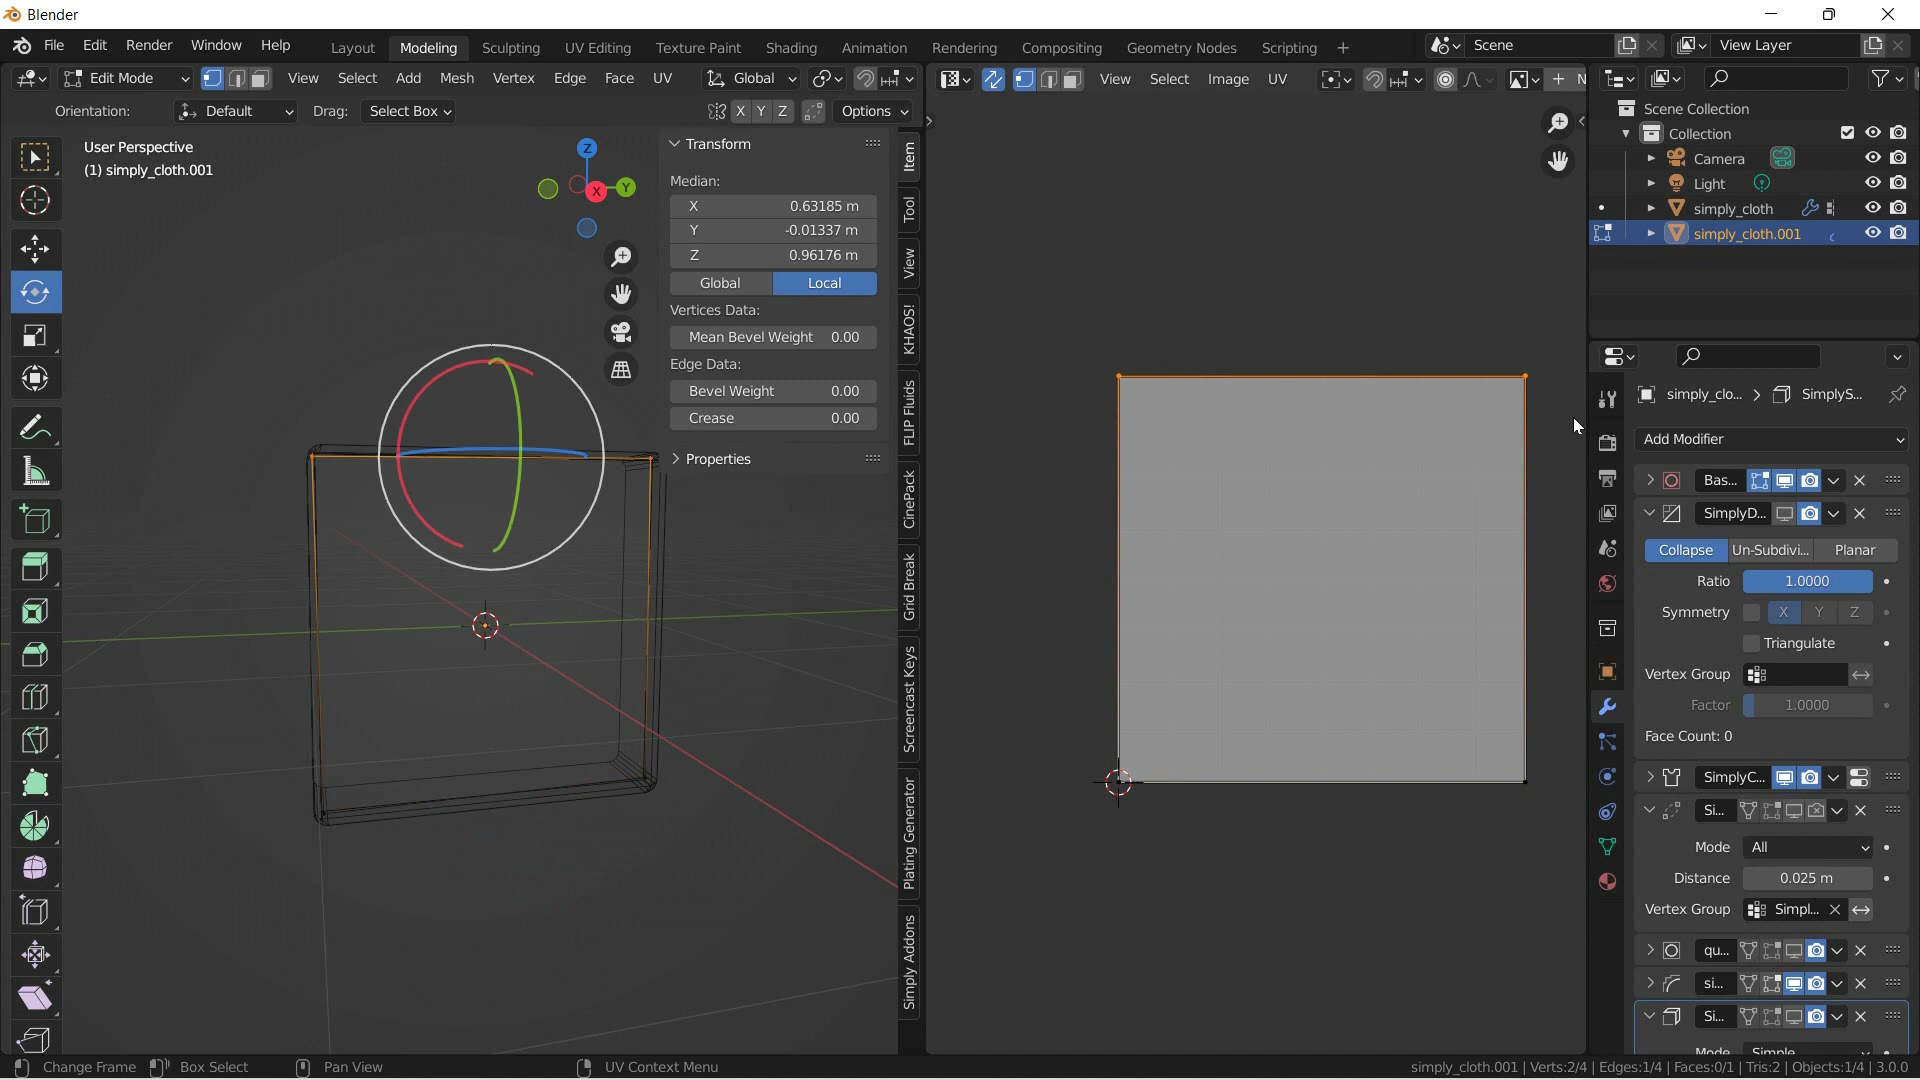 Blender
File Edit Render Window Help Layout Modeling Sculpting UV Editing Texture Paint Shading Animation Rendering Compositing Geometry Nodes Scripting + Scene View Layer
Edit Mode View Select Add Mesh Vertex Edge Face UV Global
View Select Image UV N
Orientation: Default Drag: Select Box X Y Z Options
User Perspective
(1) simply_cloth.001
Z
Y
X
Transform
Median:
X 0.63185 m
Y -0.01337 m
Z 0.96176 m
Global Local
Vertices Data:
Mean Bevel Weight 0.00
Edge Data:
Bevel Weight 0.00
Crease 0.00
Properties
Item
Tool
View
KHAOS!
FLIP Fluids
CinePack
Grid Break
Screencast Keys
Plating Generator
Simply Addons
Scene Collection
Collection
Camera
Light
simply_cloth
simply_cloth.001
simply_clo... SimplyS...
Add Modifier
Bas...
SimplyD...
Collapse Un-Subdivi... Planar
Ratio 1.0000
Symmetry X Y Z
Triangulate
Vertex Group
Factor 1.0000
Face Count: 0
SimplyC...
Si...
Mode All
Distance 0.025 m
Vertex Group Simpl...
qu...
si...
Si...
Mode Simple
Change Frame Box Select Pan View UV Context Menu simply_cloth.001 | Verts:2/4 | Edges:1/4 | Faces:0/1 | Tris:2 | Objects:1/4 | 3.0.0